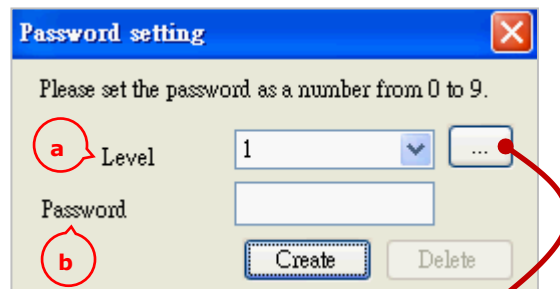 Password setting
Please set the password as a number from 0 to 9.
a Level 1 ...
Password
b Create Delete